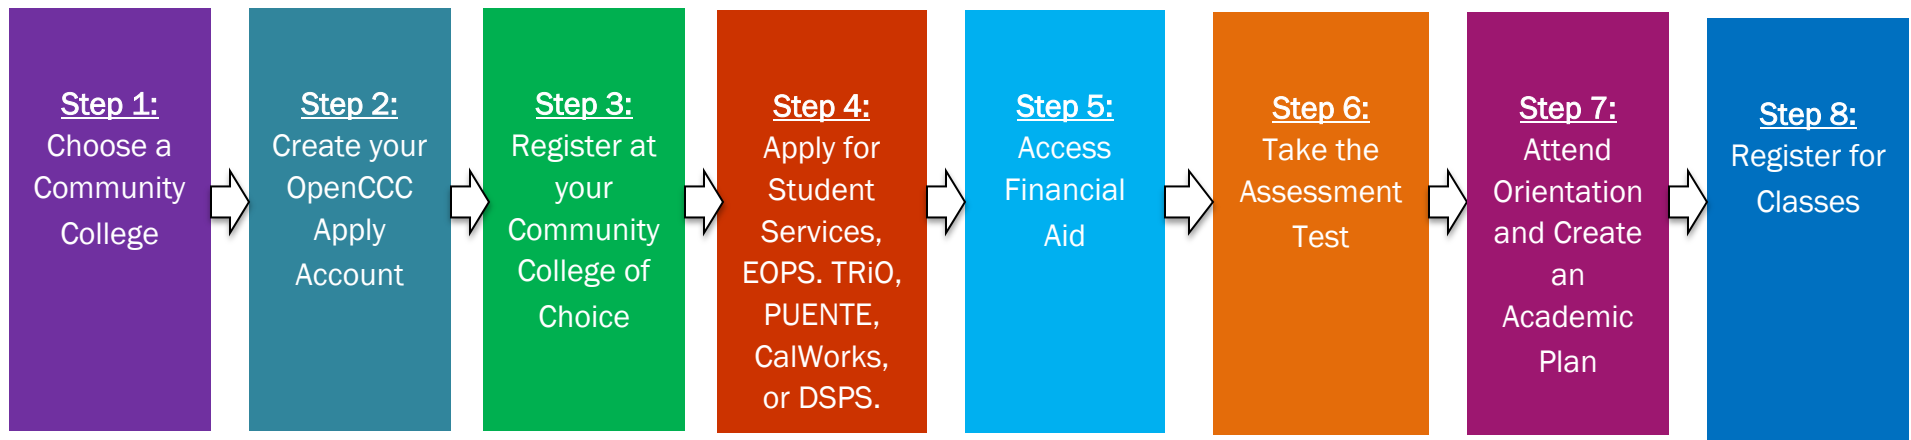 Step 1:
Choose a
Community
College
Step 2:
Create your
OpenCCC
Apply
Account
Step 3:
Register at
your
Community
College of
Choice
Step 4:
Apply for
Student
Services,
EOPS. TRiO,
PUENTE,
CalWorks,
or DSPS.
Step 5:
Access
Financial
Aid
Step 6:
Take the
Assessment
Test
Step 7:
Attend
Orientation
and Create
an
Academic
Plan
Step 8:
Register for
Classes